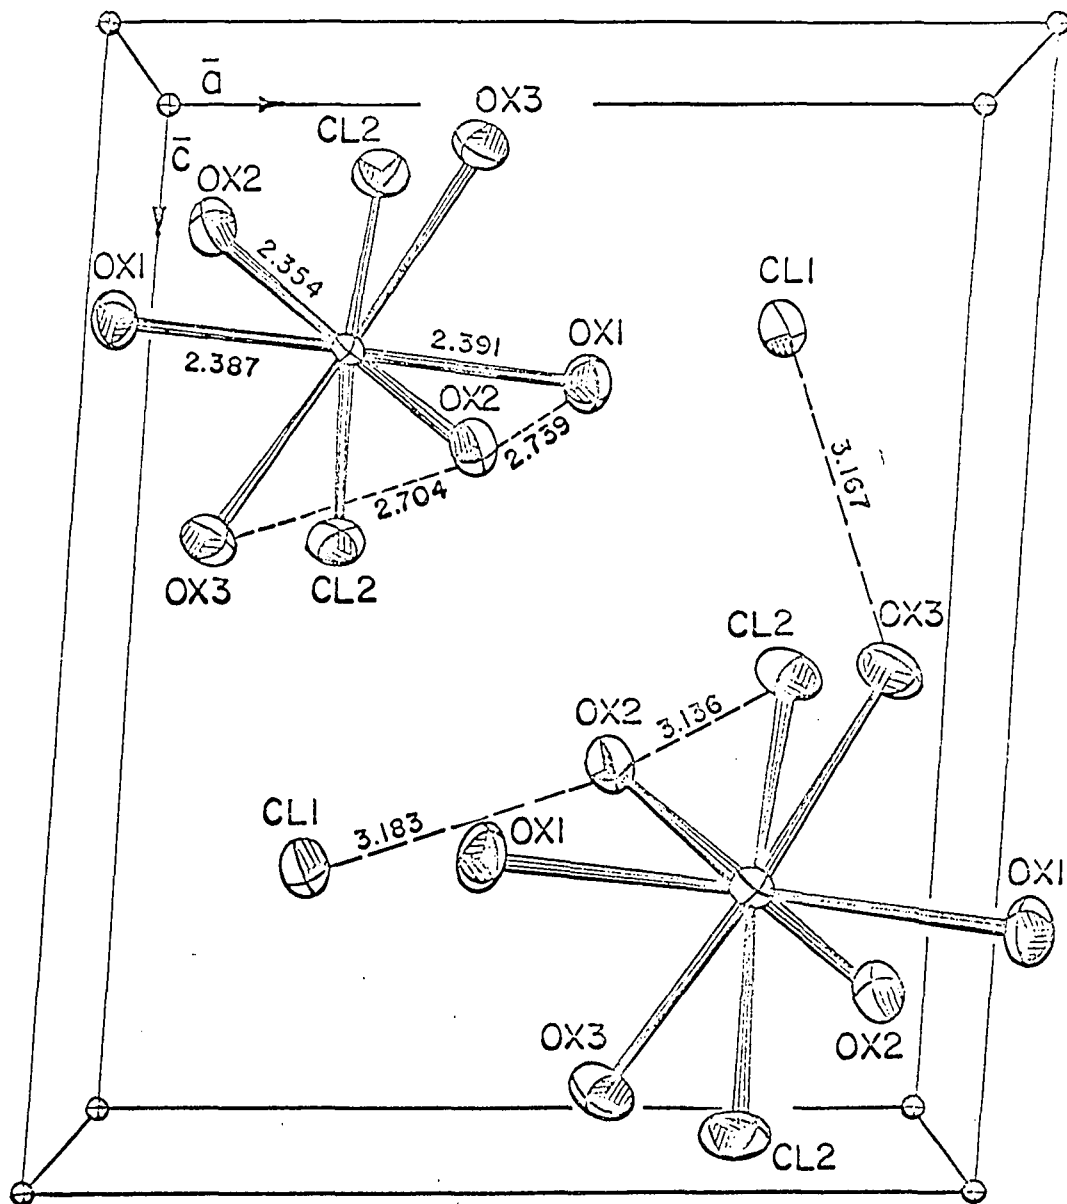 ā
OX3
CL2
c̄
OX2
2.354
OX1
CL1
2.391
OX1
2.387
OX2
2.739
3.167
2.704
OX3
CL2
CL2
OX3
OX2
3.136
CL1
3.183
OX1
OX1
OX3
OX2
CL2